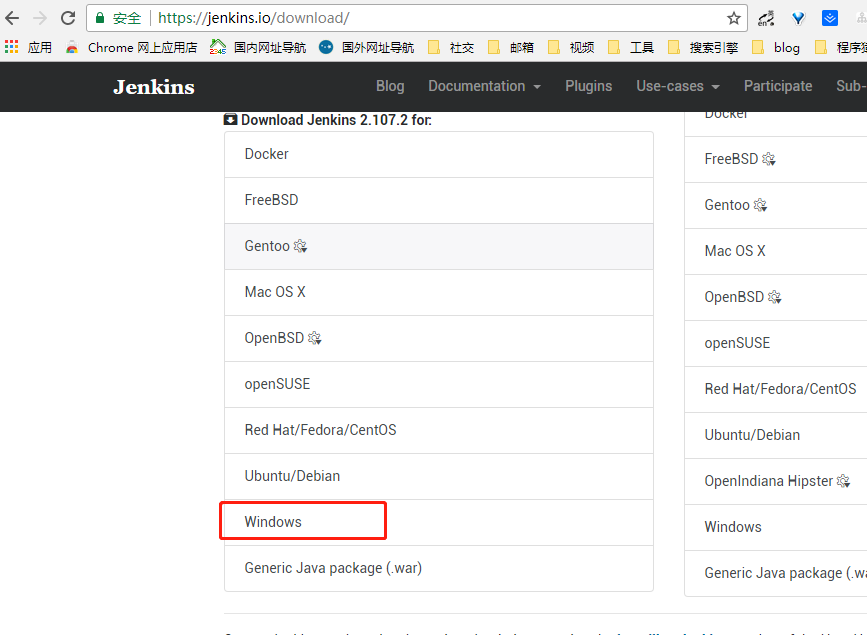 安全 https://jenkins.io/download/
应用 Chrome 网上应用店 国内网址导航 国外网址导航 社交 邮箱 视频 工具 搜索引擎 blog
Jenkins Blog Documentation Plugins Use-cases Participate Sub-
Download Jenkins 2.107.2 for:
Docker
FreeBSD
Gentoo
Mac OS X
OpenBSD
openSUSE
Red Hat/Fedora/CentOS
Ubuntu/Debian
Windows
Generic Java package (.war)
Docker
FreeBSD
Gentoo
Mac OS X
OpenBSD
openSUSE
Red Hat/Fedora/CentOS
Ubuntu/Debian
OpenIndiana Hipster
Windows
Generic Java package (.wa